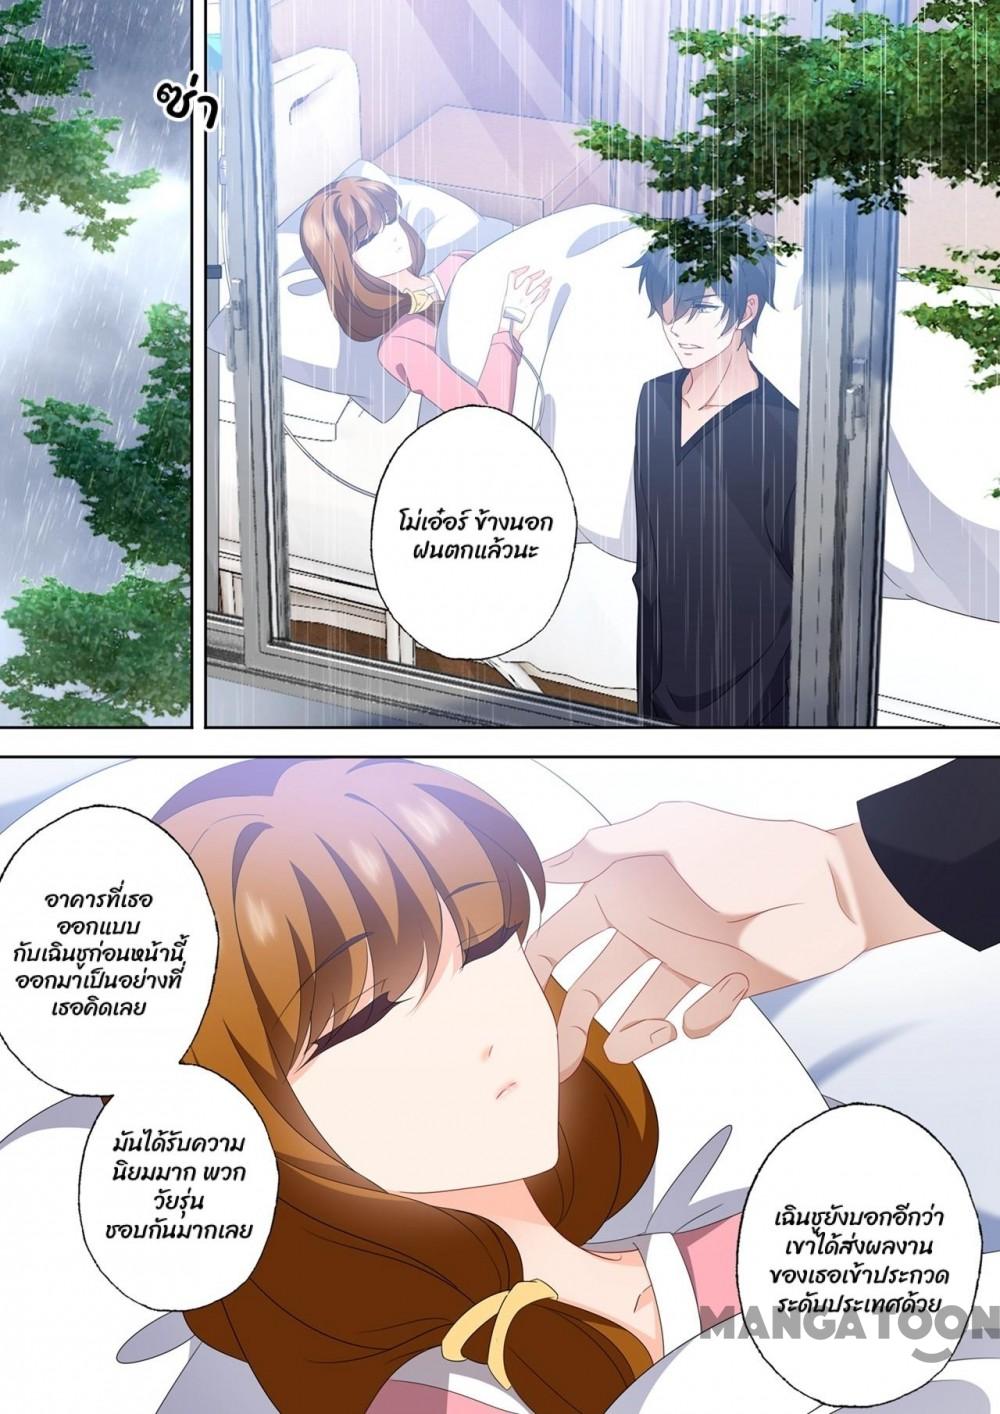 ซ่า
โม่เอ๋อร์ ข้างนอก
ฝนตกแล้วนะ
อาคารที่เธอ
ออกแบบ
กับเฉินชูก่อนหน้านี้
ออกมาเป็นอย่างที่
เธอคิดเลย
มันได้รับความ
นิยมมาก พวก
วัยรุ่น
ชอบกันมากเลย
เฉินชูยังบอกอีกว่า
เขาได้ส่งผลงาน
ของเธอเข้าประกวด
ระดับประเทศด้วย
MANGATOON